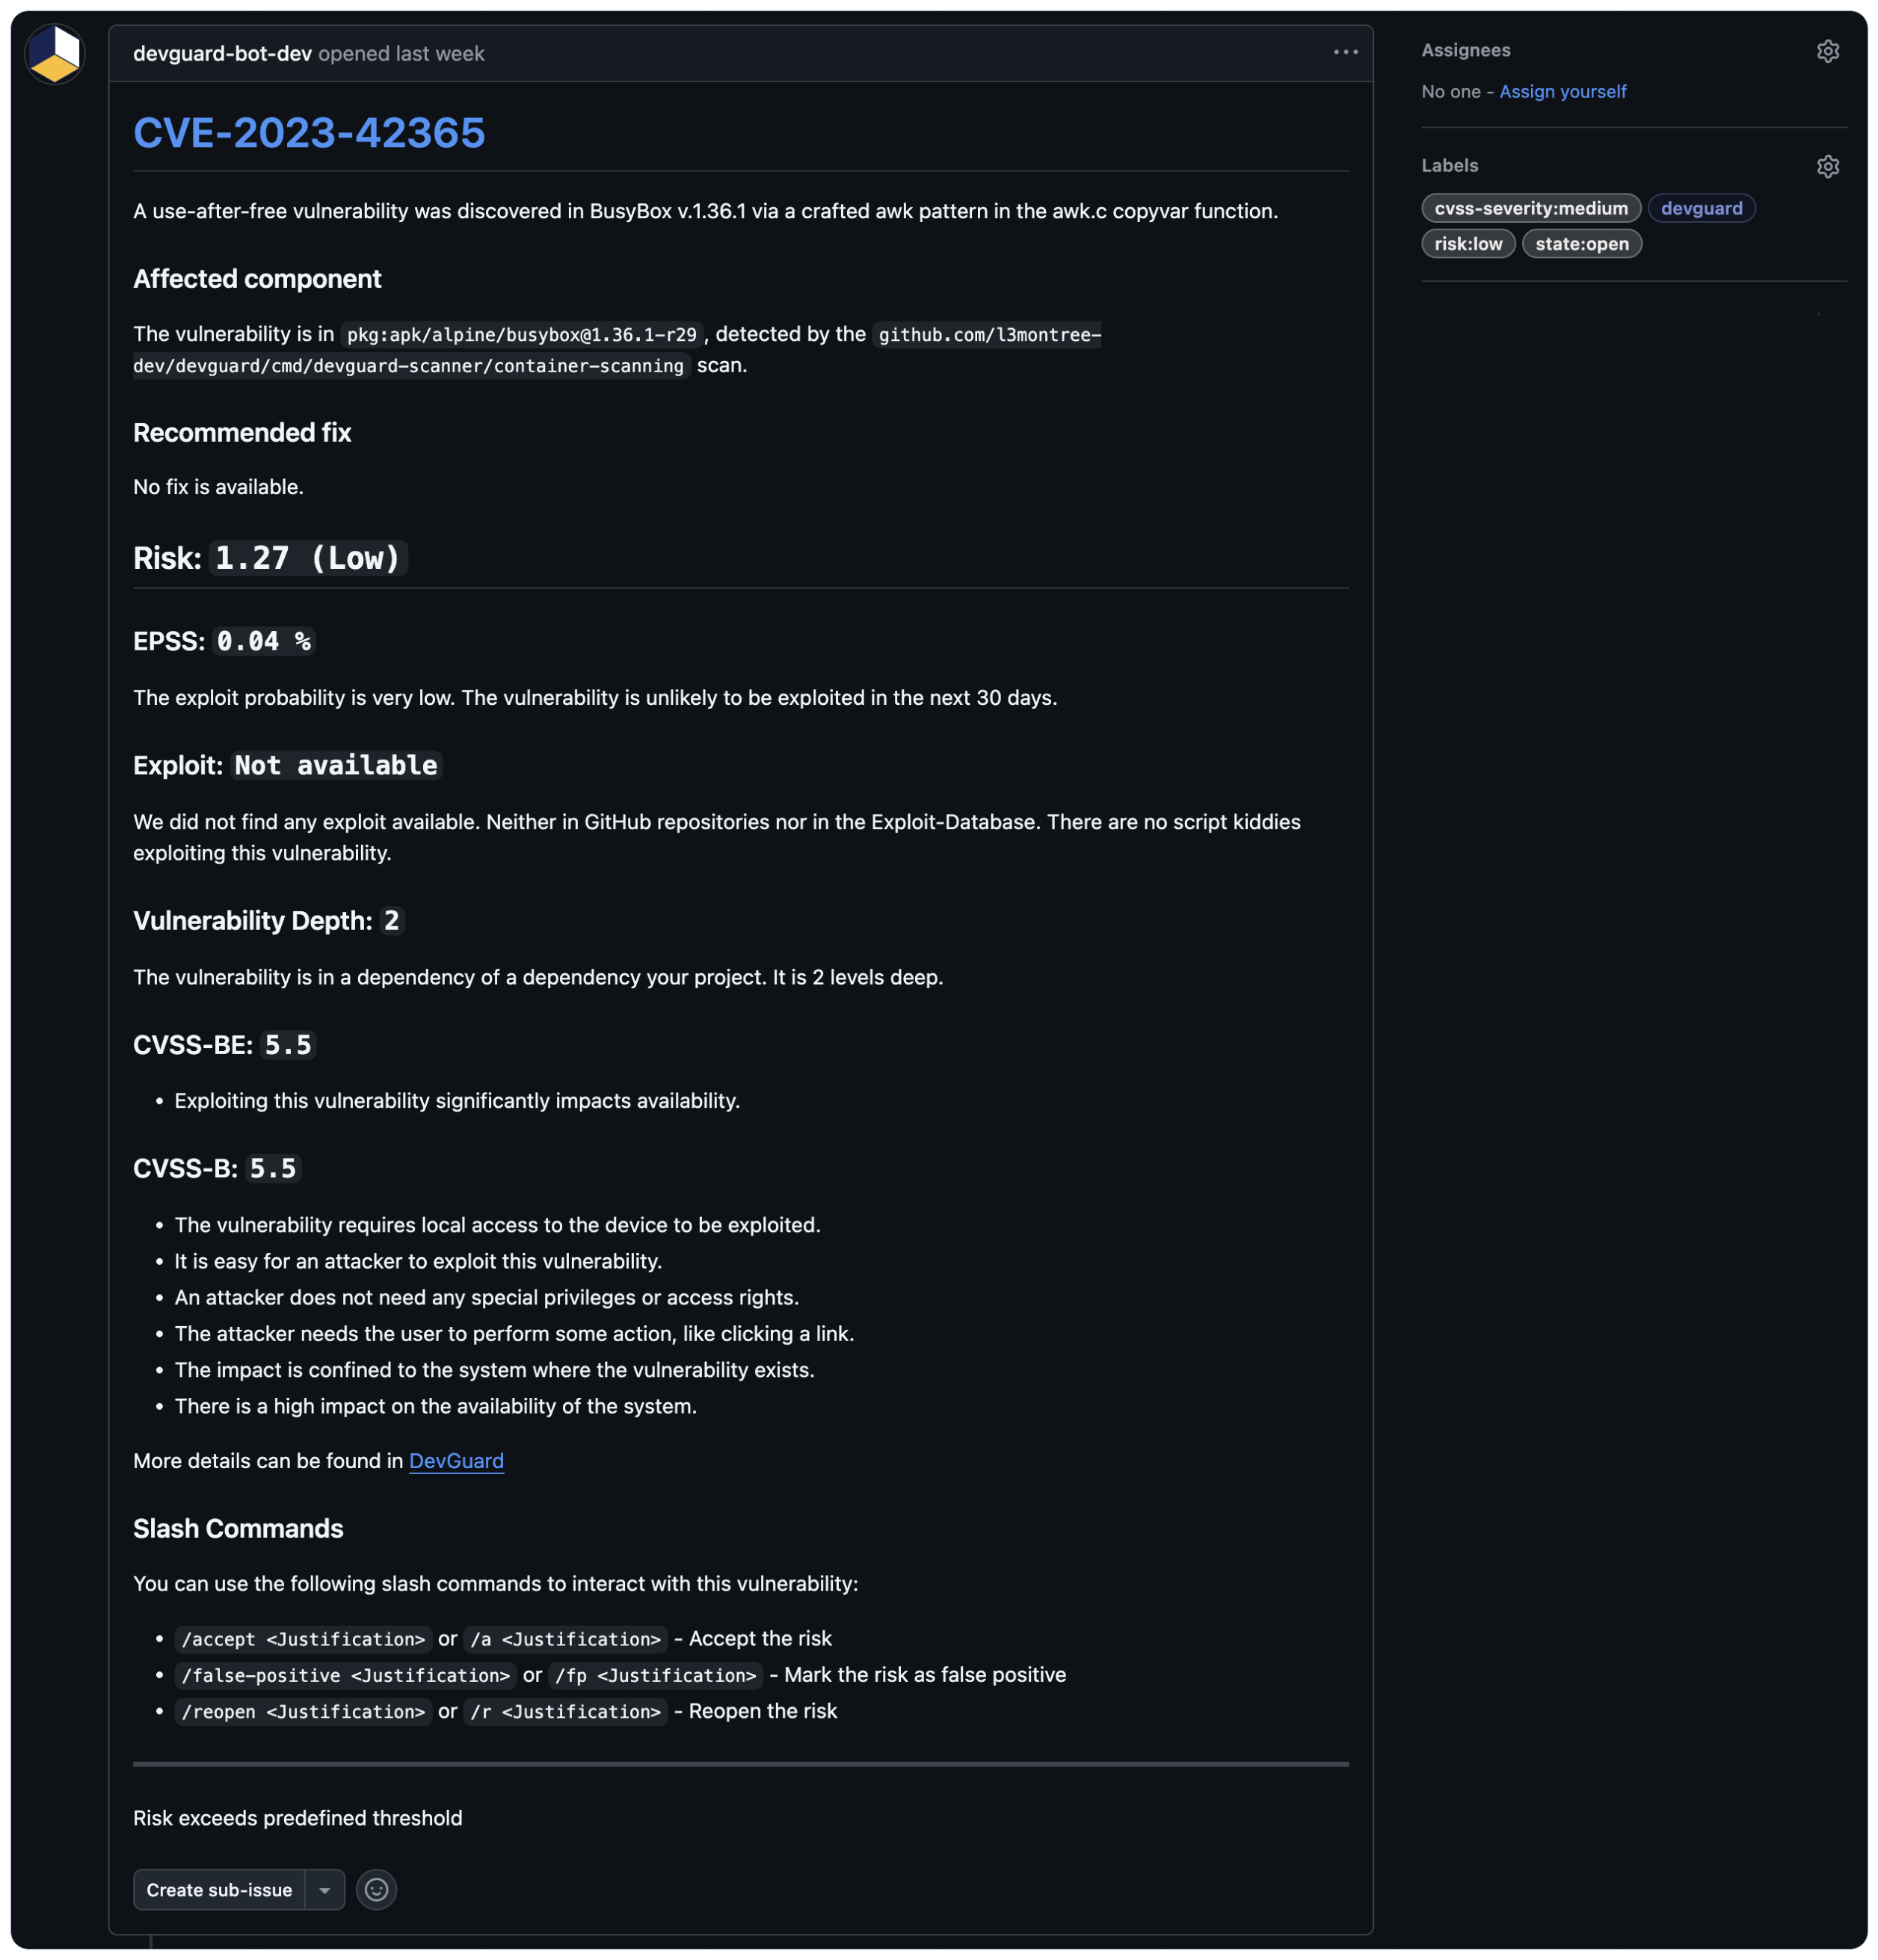 devguard-bot-dev opened last week
CVE-2023-42365
A use-after-free vulnerability was discovered in BusyBox v.1.36.1 via a crafted awk pattern in the awk.c copyvar function.
Affected component
The vulnerability is in pkg:apk/alpine/busybox@1.36.1-r29, detected by the github.com/l3montree-
dev/devguard/cmd/devguard-scanner/container-scanning scan.
Recommended fix
No fix is available.
Risk: 1.27 (Low)
EPSS: 0.04 %
The exploit probability is very low. The vulnerability is unlikely to be exploited in the next 30 days.
Exploit: Not available
We did not find any exploit available. Neither in GitHub repositories nor in the Exploit-Database. There are no script kiddies
exploiting this vulnerability.
Vulnerability Depth: 2
The vulnerability is in a dependency of a dependency your project. It is 2 levels deep.
CVSS-BE: 5.5
• Exploiting this vulnerability significantly impacts availability.
CVSS-B: 5.5
• The vulnerability requires local access to the device to be exploited.
• It is easy for an attacker to exploit this vulnerability.
• An attacker does not need any special privileges or access rights.
• The attacker needs the user to perform some action, like clicking a link.
• The impact is confined to the system where the vulnerability exists.
• There is a high impact on the availability of the system.
More details can be found in DevGuard
Slash Commands
You can use the following slash commands to interact with this vulnerability:
• /accept <Justification> or /a <Justification> - Accept the risk
• /false-positive <Justification> or /fp <Justification> - Mark the risk as false positive
• /reopen <Justification> or /r <Justification> - Reopen the risk
Risk exceeds predefined threshold
Create sub-issue
Assignees
No one - Assign yourself
Labels
cvss-severity:medium devguard
risk:low state:open